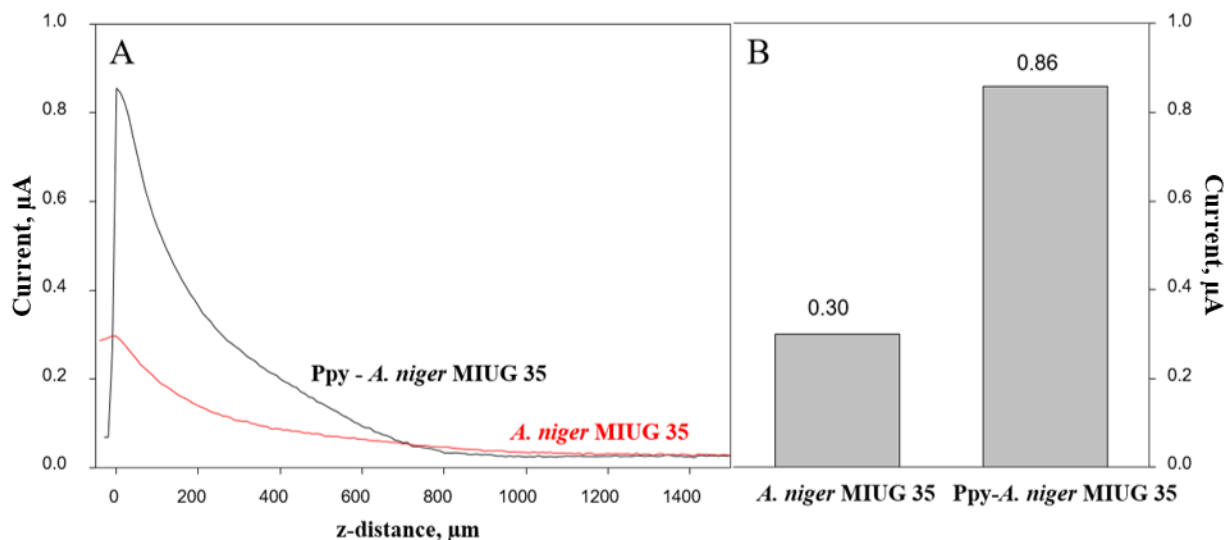 A
1.0
0.8
0.6
0.4
0.2
0.0
Current, µA
0
200
400
600
800
1000
1200
1400
z-distance, µm
Ppy - A. niger MIUG 35
A. niger MIUG 35
B
0.30
0.86
A. niger MIUG 35
Ppy-A. niger MIUG 35
1.0
0.8
0.6
0.4
0.2
0.0
Current, µA